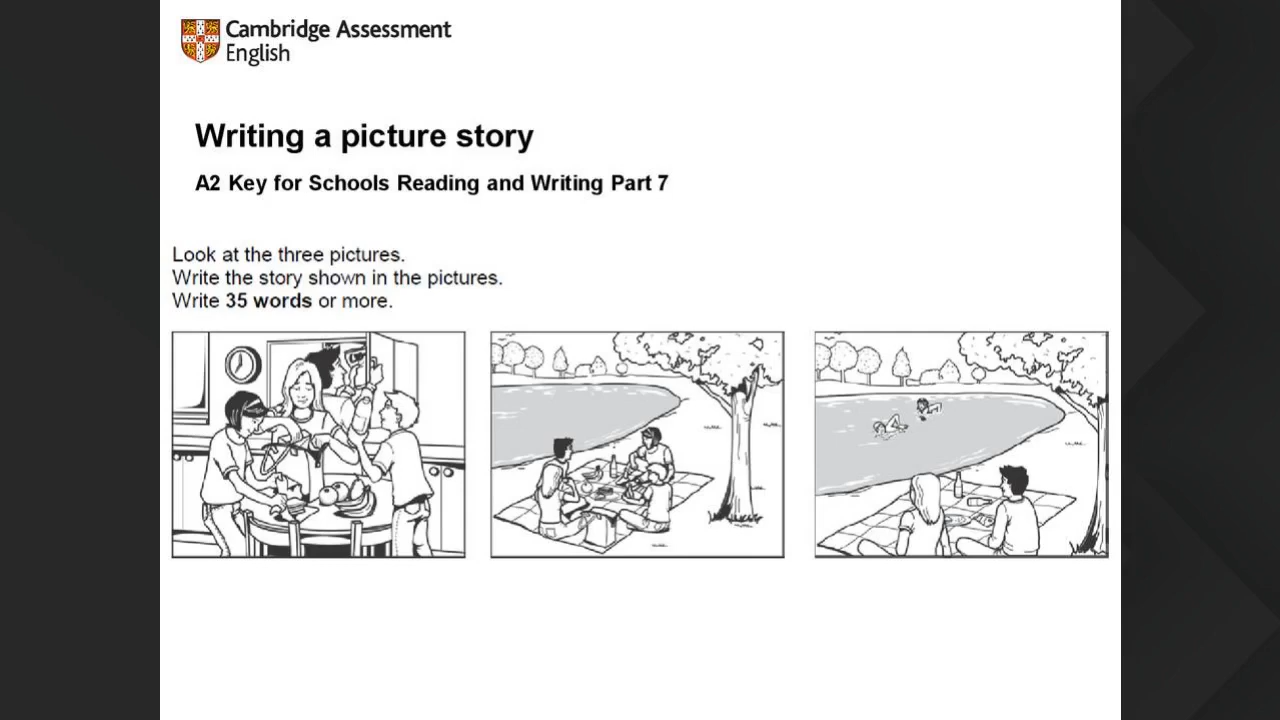 Cambridge Assessment
English
Writing a picture story
A2 Key for Schools Reading and Writing Part 7
Look at the three pictures.
Write the story shown in the pictures.
Write 35 words or more.